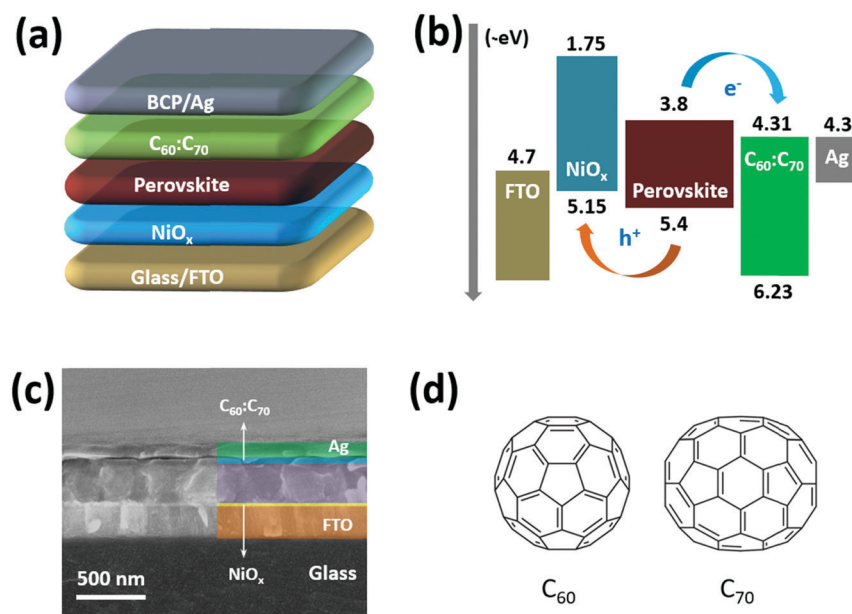 (a)
BCP/Ag
C₆₀:C₇₀
Perovskite
NiOₓ
Glass/FTO
(b)
(~eV)
1.75
3.8
e⁻
4.31
4.3
4.7
FTO
NiOₓ
Perovskite
C₆₀:C₇₀
Ag
5.15
5.4
h⁺
6.23
(c)
C₆₀:C₇₀
Ag
FTO
500 nm
NiOₓ
Glass
(d)
C₆₀
C₇₀